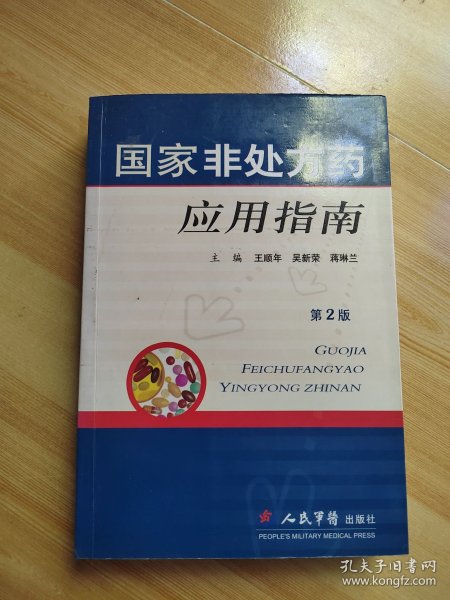 国家非处方药
应用指南
主 编 王顺年 吴新荣 蒋琳兰
第2版
GUOJIA
FEICHUFANGYAO
YINGYONG ZHINAN
人民军醫 出版社
PEOPLE'S MILITARY MEDICAL PRESS
孔夫子旧书网
www.kongfz.com